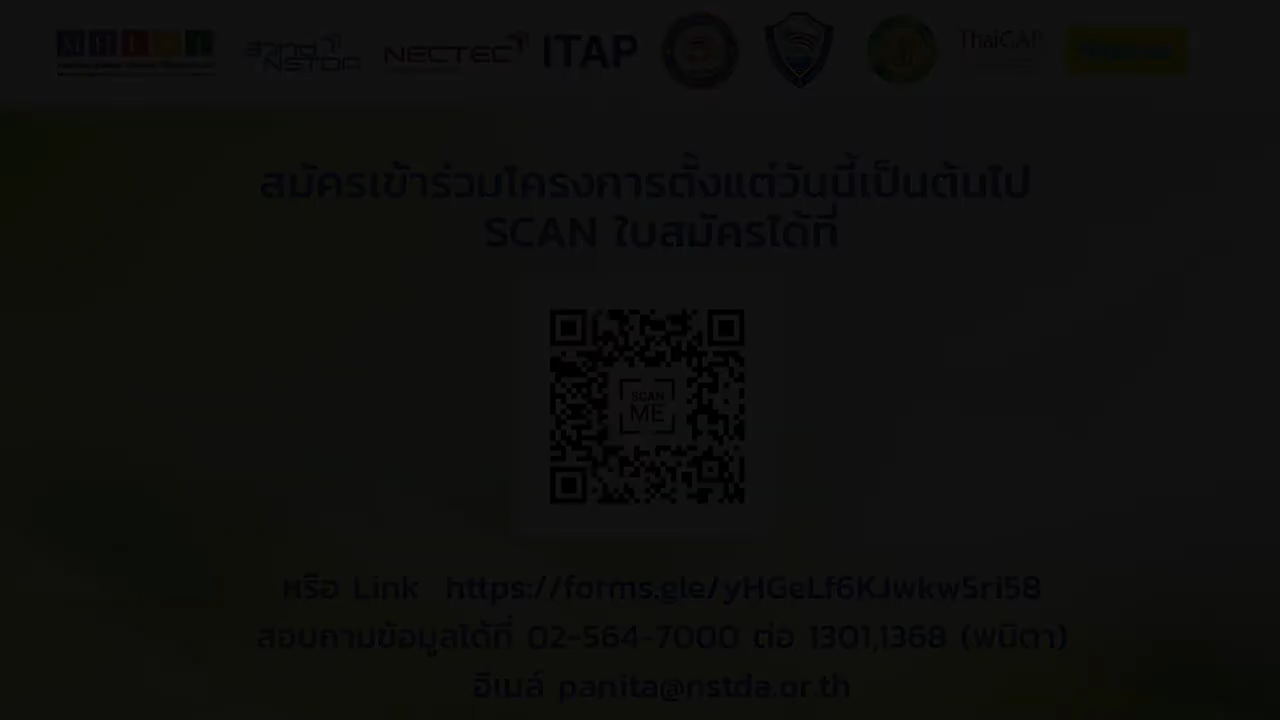 NSTDA NECTEC ITAP ThaiGAP
สมัครเข้าร่วมโครงการตั้งแต่วันนี้เป็นต้นไป
SCAN ใบสมัครได้ที่
SCAN
ME
หรือ Link https://forms.gle/yHGeLf6KJwkw5ri58
สอบถามข้อมูลได้ที่ 02-564-7000 ต่อ 1301,1368 (พนิตา)
อีเมล์ panita@nstda.or.th